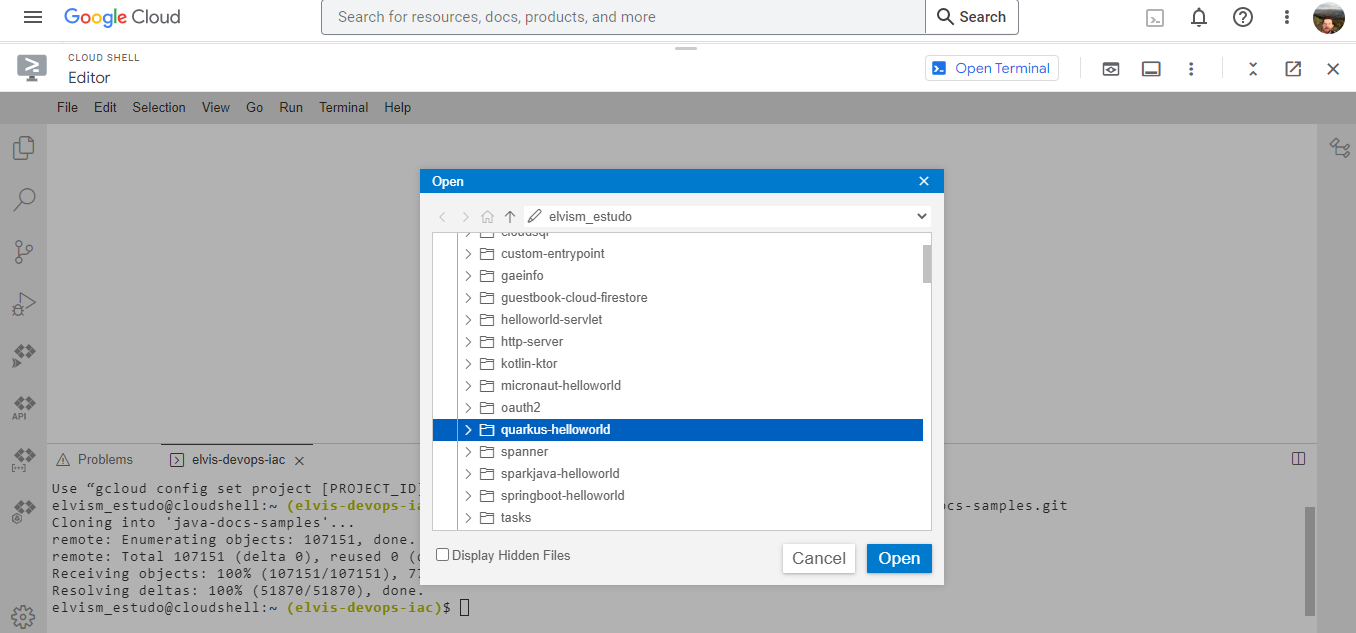 Google Cloud
Search for resources, docs, products, and more
Search
CLOUD SHELL
Editor
Open Terminal
File Edit Selection View Go Run Terminal Help
Open
elvism_estudo
cloudsql
custom-entrypoint
gaeinfo
guestbook-cloud-firestore
helloworld-servlet
http-server
kotlin-ktor
micronaut-helloworld
oauth2
quarkus-helloworld
spanner
sparkjava-helloworld
springboot-helloworld
tasks
Display Hidden Files
Cancel
Open
API
Problems
elvis-devops-iac
Use “gcloud config set project [PROJECT_ID]
elvism_estudo@cloudshell:~ (elvis-devops-ia cs-samples.git
Cloning into 'java-docs-samples'...
remote: Enumerating objects: 107151, done.
remote: Total 107151 (delta 0), reused 0 (
Receiving objects: 100% (107151/107151), 7
Resolving deltas: 100% (51870/51870), done.
elvism_estudo@cloudshell:~ (elvis-devops-iac)$